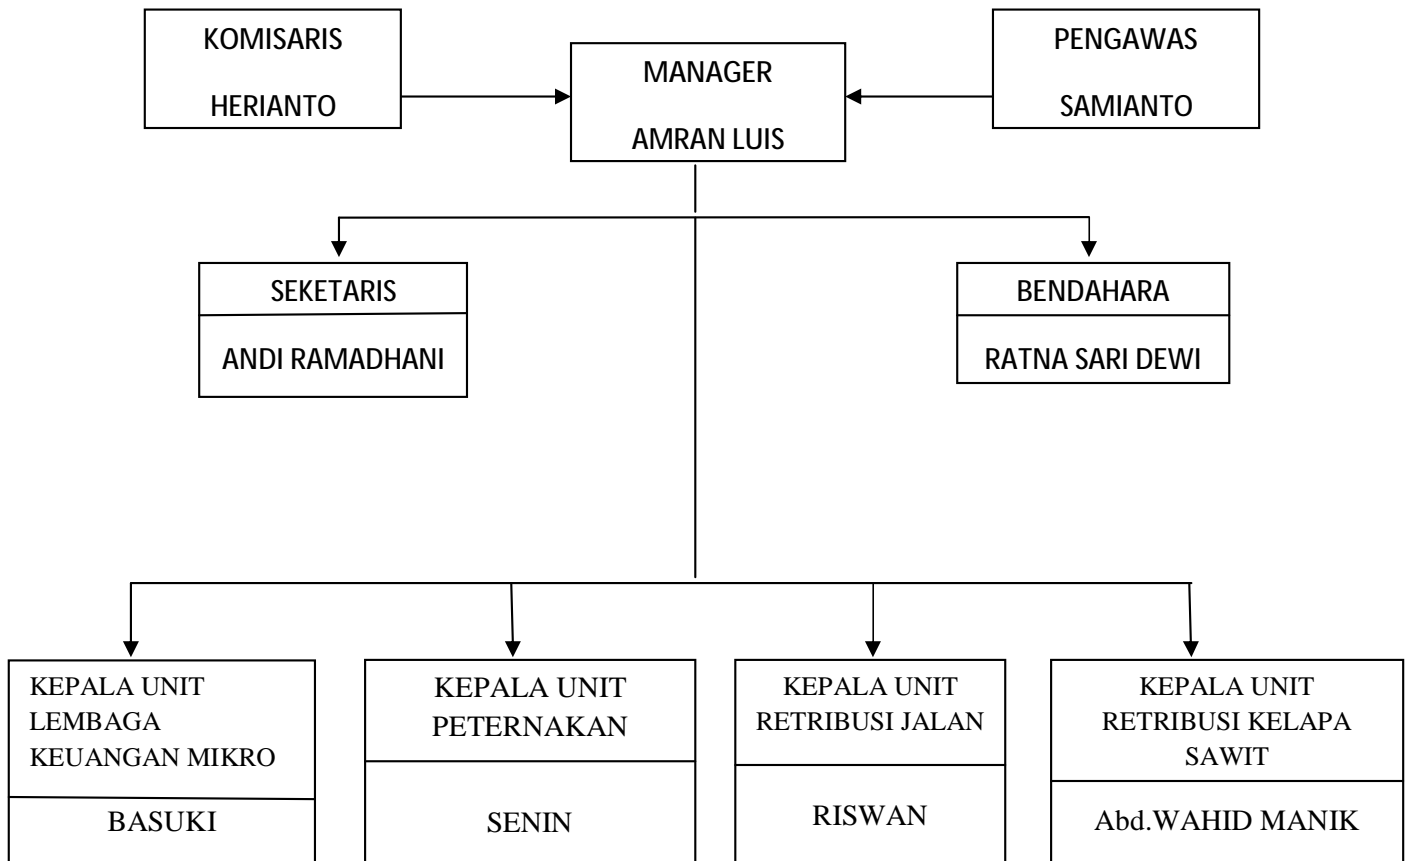 KOMISARIS
HERIANTO
MANAGER
AMRAN LUIS
PENGAWAS
SAMIANTO
SEKETARIS
ANDI RAMADHANI
BENDAHARA
RATNA SARI DEWI
KEPALA UNIT
LEMBAGA
KEUANGAN MIKRO
BASUKI
KEPALA UNIT
PETERNAKAN
SENIN
KEPALA UNIT
RETRIBUSI JALAN
RISWAN
KEPALA UNIT
RETRIBUSI KELAPA
SAWIT
Abd.WAHID MANIK